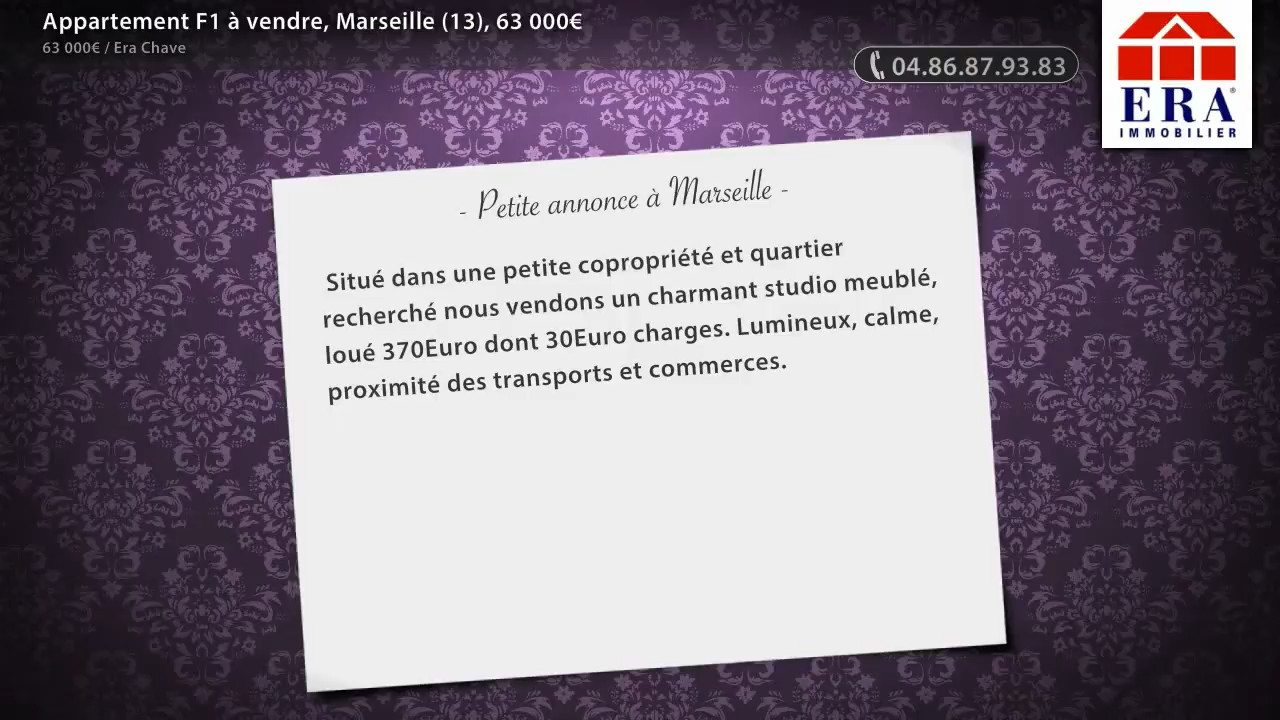 Appartement F1 à vendre, Marseille (13), 63 000€
63 000€ / Era Chave
04.86.87.93.83
ERA®
IMMOBILIER
- Petite annonce à Marseille -
Situé dans une petite copropriété et quartier
recherché nous vendons un charmant studio meublé,
loué 370Euro dont 30Euro charges. Lumineux, calme,
proximité des transports et commerces.